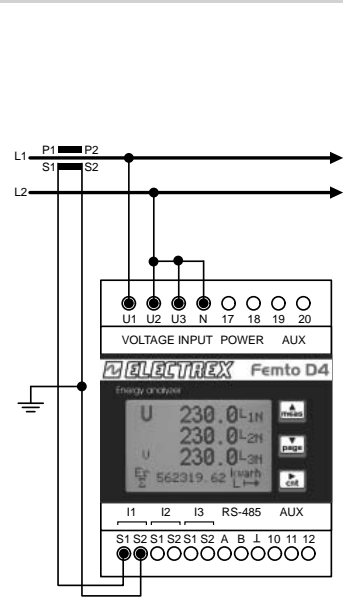 P1 P2
L1
S1 S2
L2
U1 U2 U3 N 17 18 19 20
VOLTAGE INPUT POWER AUX
ELECTREX Femto D4
Energy analyzer
U 230.0 L1N
meas
230.0 L2N
page
U 230.0 L3N
Er Σ 562319.62 kvarh L
cnt
I1 I2 I3 RS-485 AUX
S1 S2 S1 S2 S1 S2 A B ⊥ 10 11 12